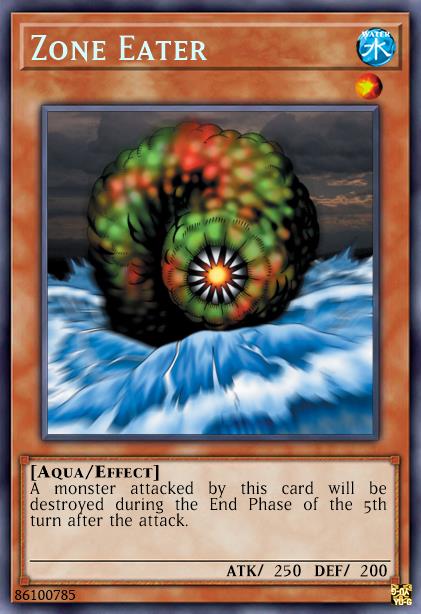 Zone Eater
WATER
水
[Aqua/Effect]
A monster attacked by this card will be
destroyed during the End Phase of the 5th
turn after the attack.
ATK/ 250 DEF/ 200
86100785